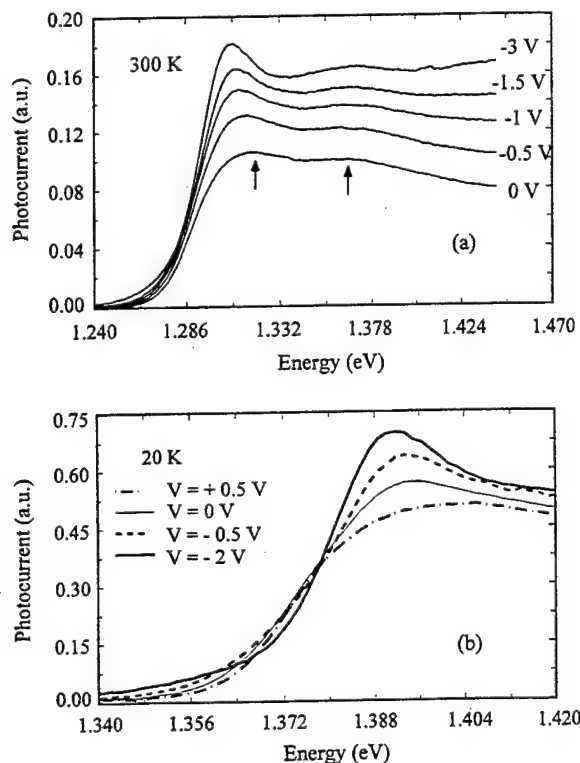 0.20
0.16
0.12
0.08
0.04
0.00
Photocurrent (a.u.)
300 K
-3 V
-1.5 V
-1 V
-0.5 V
0 V
(a)
1.240 1.286 1.332 1.378 1.424 1.470
Energy (eV)
0.75
0.60
0.45
0.30
0.15
0.00
Photocurrent (a.u.)
20 K
V = + 0.5 V
V = 0 V
V = - 0.5 V
V = - 2 V
(b)
1.340 1.356 1.372 1.388 1.404 1.420
Energy (eV)